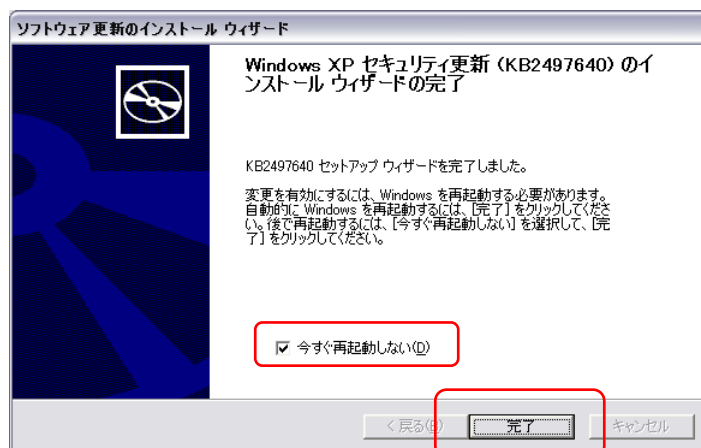 ソフトウェア更新のインストール ウィザード
Windows XP セキュリティ更新 (KB2497640) のイ
ンストール ウィザードの完了
KB2497640 セットアップ ウィザードを完了しました。
変更を有効にするには、Windows を再起動する必要があります。
自動的に Windows を再起動するには、[完了] をクリックしてくださ
い。後で再起動するには、[今すぐ再起動しない] を選択して、[完
了] をクリックしてください。
今すぐ再起動しない(D)
< 戻る(B) 完了 キャンセル